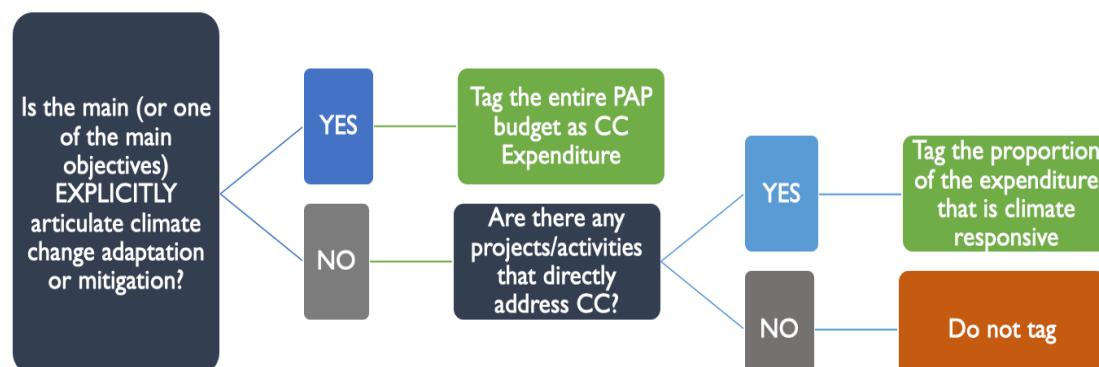 Is the main (or one
of the main
objectives)
EXPLICITLY
articulate climate
change adaptation
or mitigation?
YES
Tag the entire PAP
budget as CC
Expenditure
NO
Are there any
projects/activities
that directly
address CC?
YES
Tag the proportion
of the expenditure
that is climate
responsive
NO
Do not tag